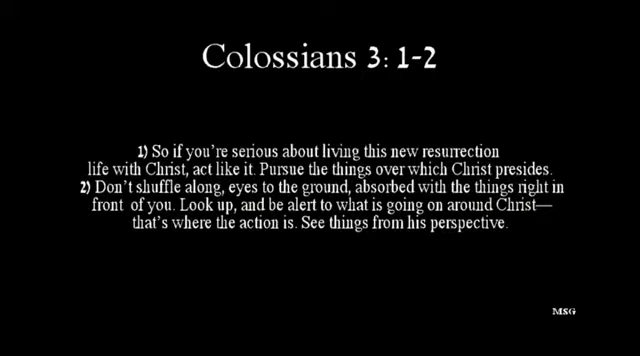 Colossians 3: 1-2
1) So if you're serious about living this new resurrection
life with Christ, act like it. Pursue the things over which Christ presides.
2) Don't shuffle along, eyes to the ground, absorbed with the things right in
front of you. Look up, and be alert to what is going on around Christ—
that's where the action is. See things from his perspective.
MSG